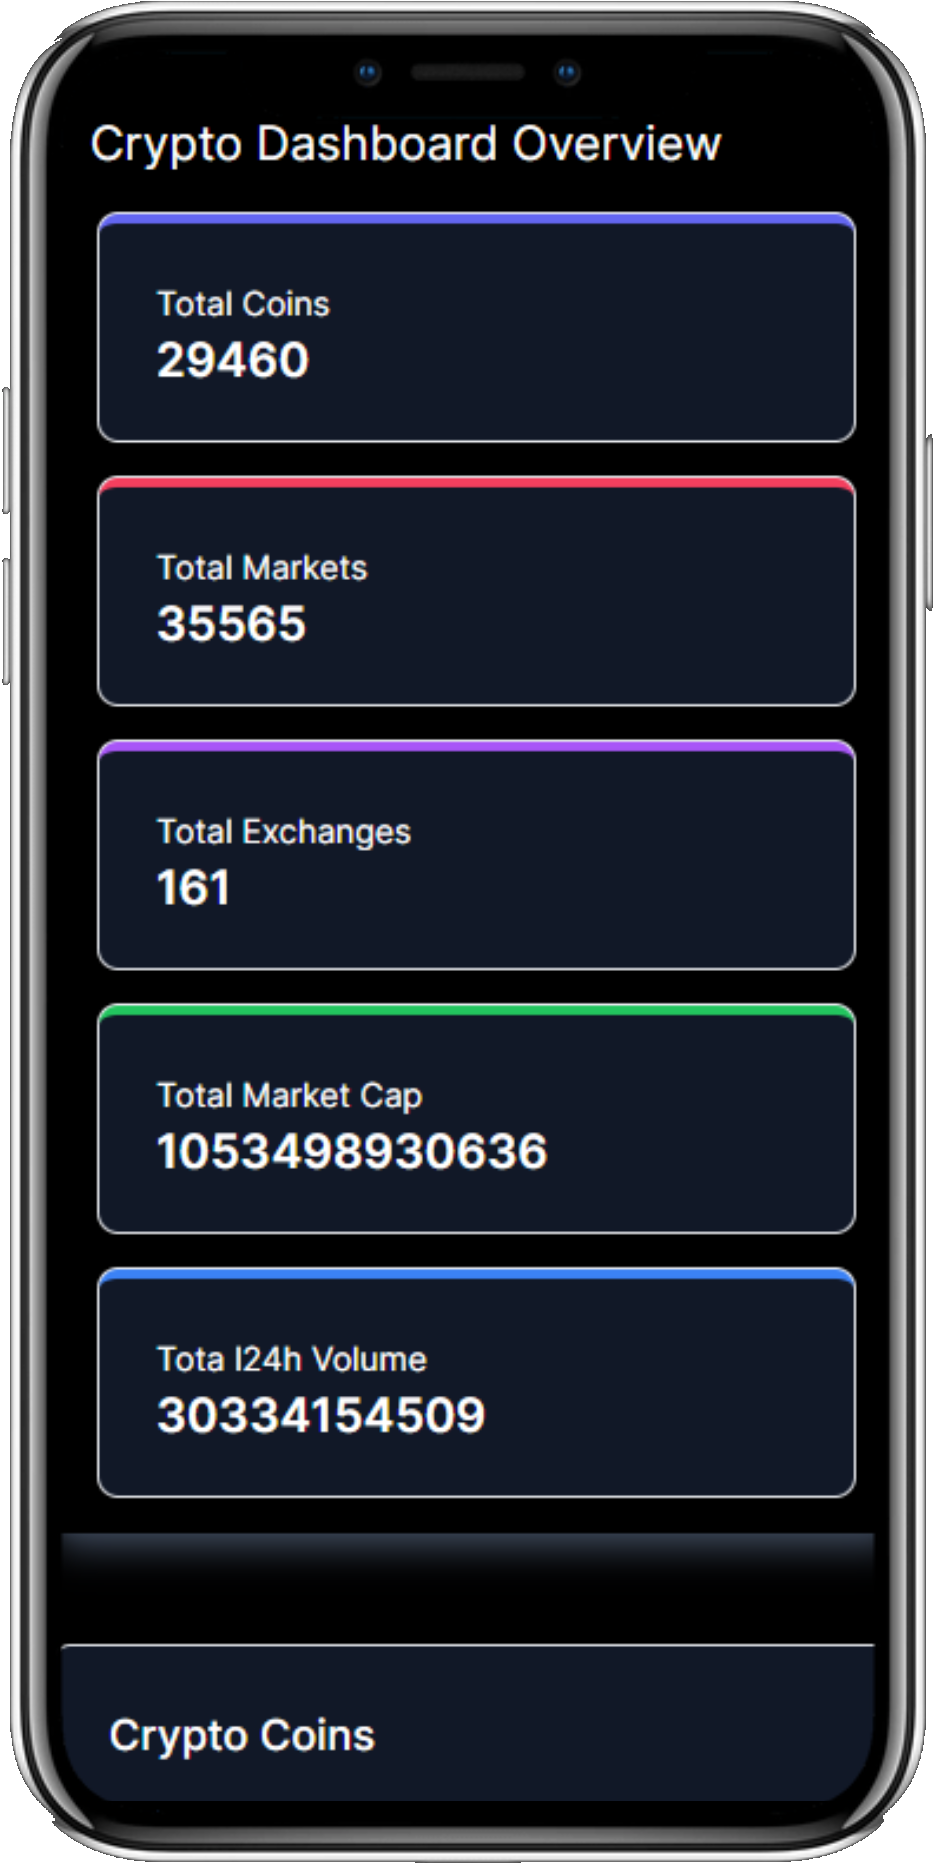 Crypto Dashboard Overview
Total Coins
29460
Total Markets
35565
Total Exchanges
161
Total Market Cap
1053498930636
Tota l24h Volume
30334154509
Crypto Coins